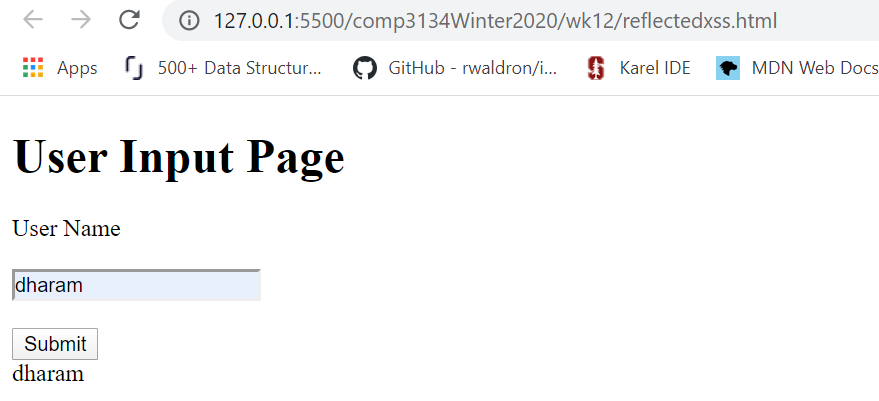 127.0.0.1:5500/comp3134Winter2020/wk12/reflectedxss.html
Apps 500+ Data Structur... GitHub - rwaldron/i... Karel IDE MDN Web Docs
User Input Page
User Name
dharam
Submit
dharam